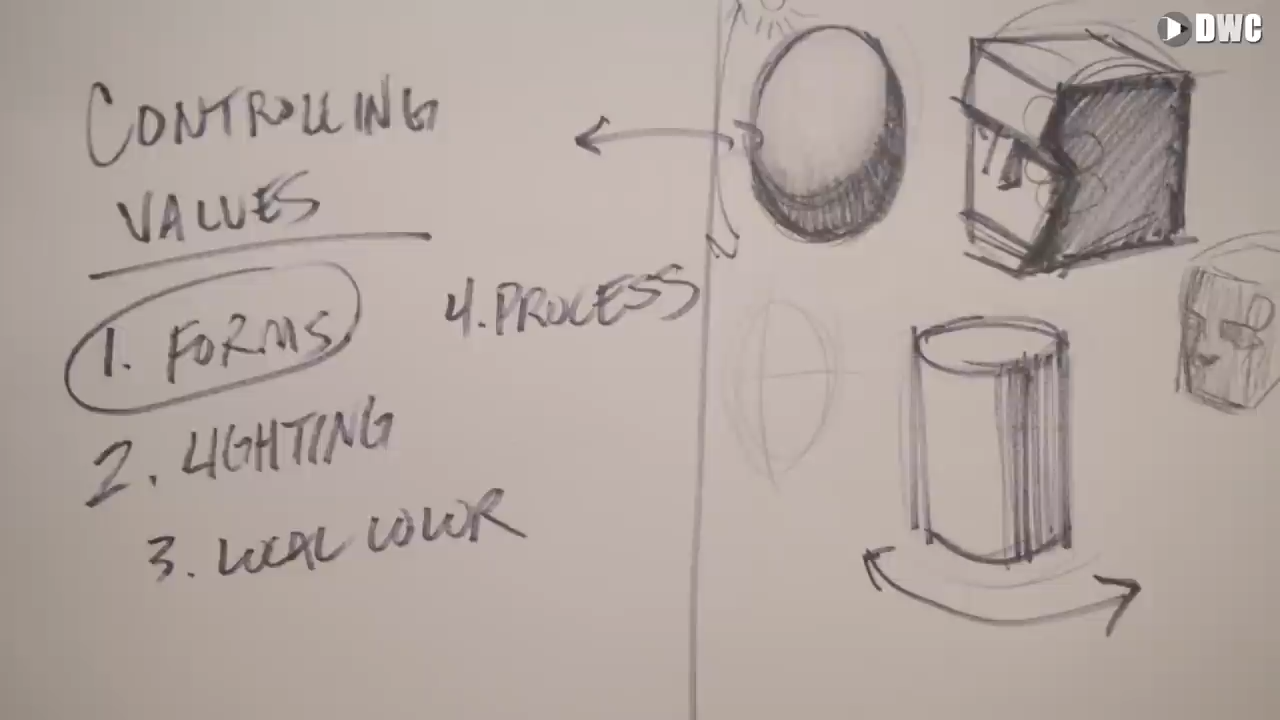 CONTROLLING
VALUES
1. FORMS
2. LIGHTING
3. LOCAL COLOR
4. PROCESS
DWC